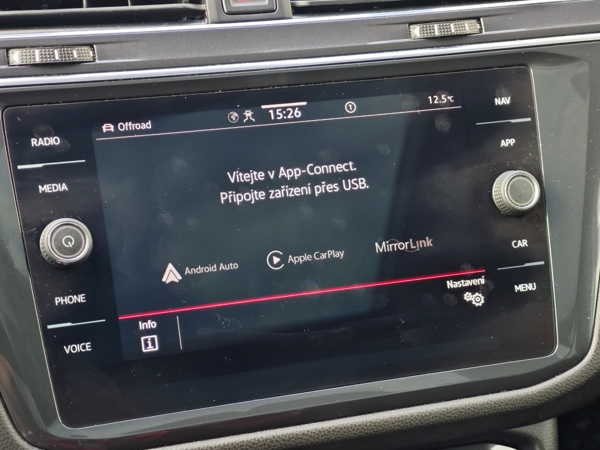 RADIO
MEDIA
PHONE
VOICE
Offroad
15:26
1
12.5°C
Vítejte v App-Connect.
Připojte zařízení přes USB.
Android Auto
Apple CarPlay
MirrorLink
Nastavení
Info
i
NAV
APP
CAR
MENU